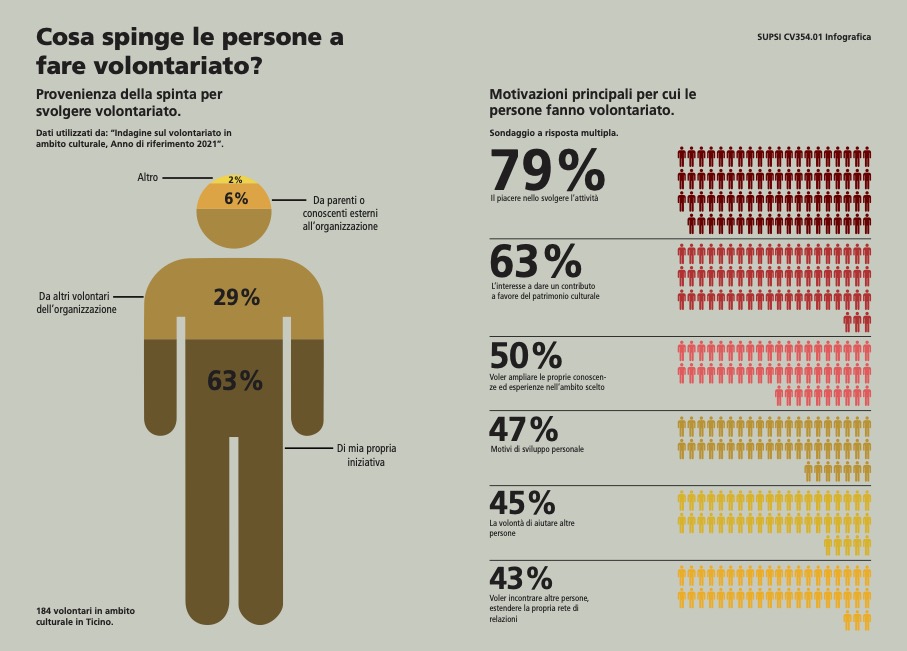 Cosa spinge le persone a
fare volontariato?
SUPSI CV354.01 Infografica
Provenienza della spinta per
svolgere volontariato.
Dati utilizzati da: “Indagine sul volontariato in
ambito culturale, Anno di riferimento 2021”.
Altro
2%
6%
Da parenti o
conoscenti esterni
all’organizzazione
Da altri volontari
dell’organizzazione
29%
63%
Di mia propria
iniziativa
184 volontari in ambito
culturale in Ticino.
Motivazioni principali per cui le
persone fanno volontariato.
Sondaggio a risposta multipla.
79%
Il piacere nello svolgere l’attività
63%
L’interesse a dare un contributo
a favore del patrimonio culturale
50%
Voler ampliare le proprie conoscen-
ze ed esperienze nell’ambito scelto
47%
Motivi di sviluppo personale
45%
La volontà di aiutare altre
persone
43%
Voler incontrare altre persone,
estendere la propria rete di
relazioni